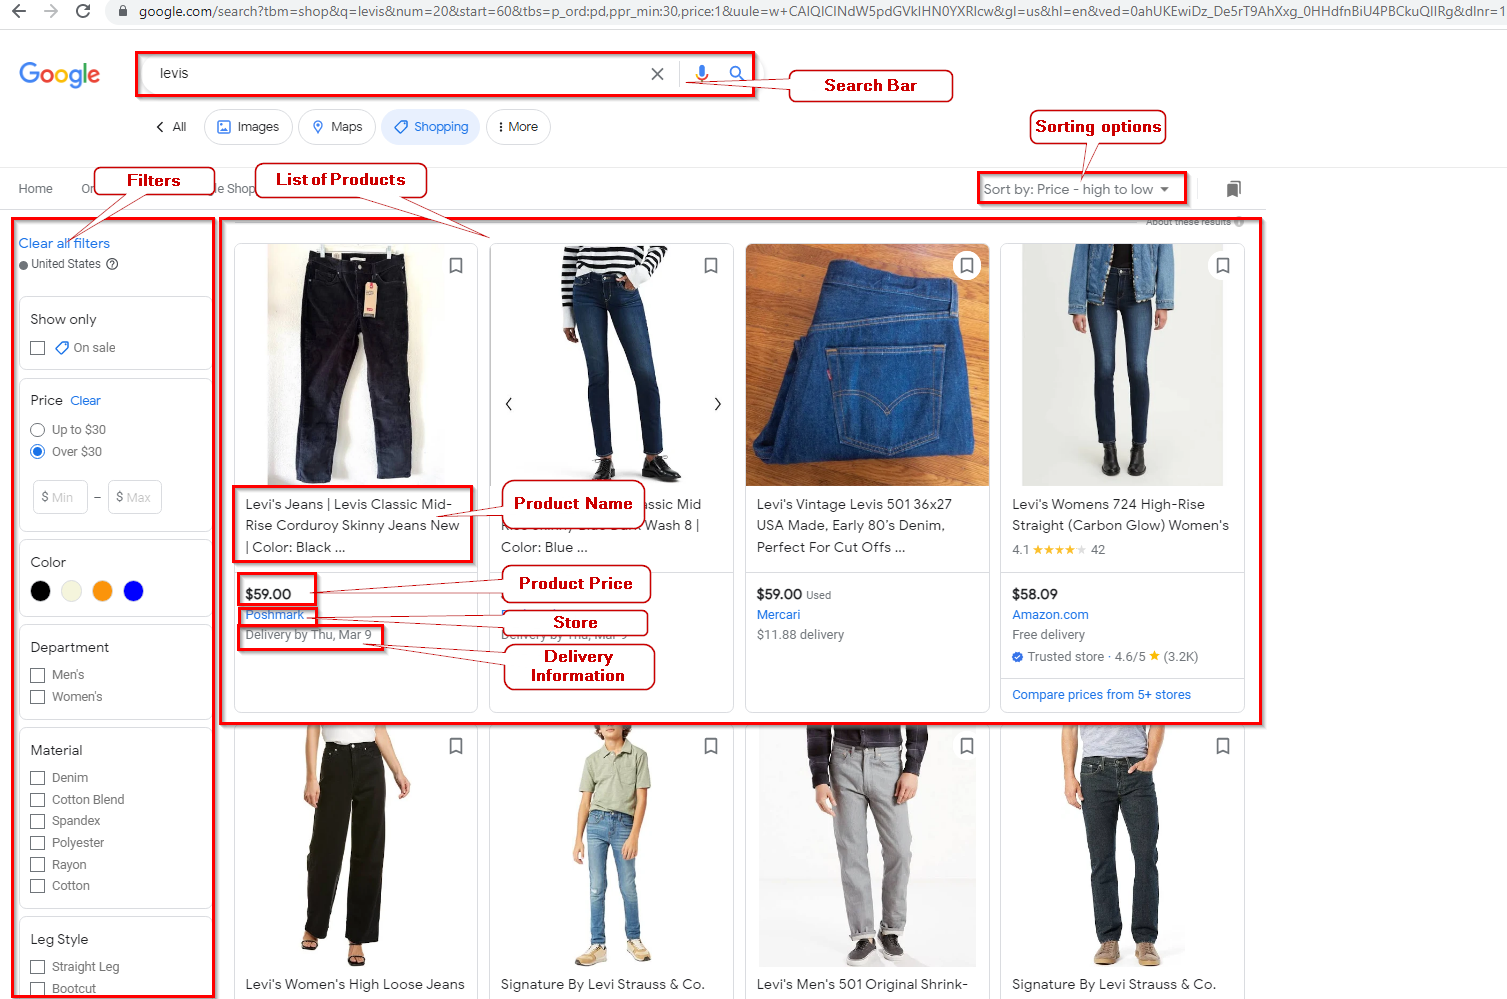 google.com/search?tbm=shop&q=levis&num=20&start=60&tbs=p_ord:pd,ppr_min:30,price:1&uule=w+CAIQICINdW5pdGVkIHN0YXRlcw&gl=us&hl=en&ved=0ahUKEwiDz_De5rT9AhXxg_0HHdfnBiU4PBCkuQIIRg&dlnr=1
Google
levis
Search Bar
All
Images
Maps
Shopping
More
Sorting options
Home
Filters
le Shop
List of Products
Sort by: Price - high to low
About these results
Clear all filters
United States
Show only
On sale
Price Clear
Up to $30
Over $30
$ Min – $ Max
Color
Department
Men's
Women's
Material
Denim
Cotton Blend
Spandex
Polyester
Rayon
Cotton
Leg Style
Straight Leg
Bootcut
Levi's Jeans | Levis Classic Mid-
Rise Corduroy Skinny Jeans New
| Color: Black ...
Product Name
$59.00
Product Price
Poshmark
Store
Delivery by Thu, Mar 9
Delivery
Information
assic Mid
Wash 8 |
Color: Blue ...
Delivery by Thu, Mar 9
Levi's Vintage Levis 501 36x27
USA Made, Early 80's Denim,
Perfect For Cut Offs ...
$59.00 Used
Mercari
$11.88 delivery
Levi's Womens 724 High-Rise
Straight (Carbon Glow) Women's
4.1 ★★★★★ 42
$58.09
Amazon.com
Free delivery
Trusted store · 4.6/5 ★ (3.2K)
Compare prices from 5+ stores
Levi's Women's High Loose Jeans
Signature By Levi Strauss & Co.
Levi's Men's 501 Original Shrink-
Signature By Levi Strauss & Co.